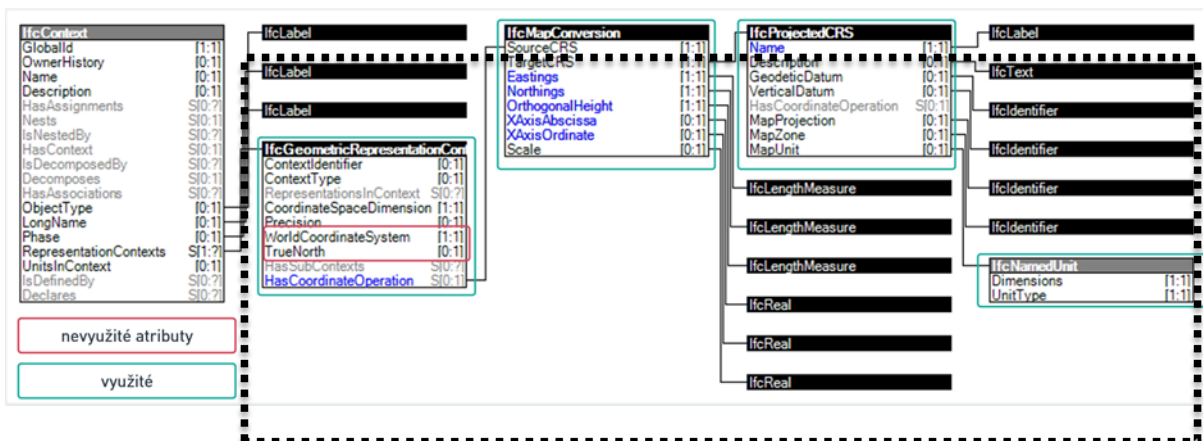 IfcContext
GlobalId [1:1]
OwnerHistory [0:1]
Name [0:1]
Description [0:1]
HasAssignments S[0:?]
Nests S[0:1]
IsNestedBy S[0:?]
HasContext S[0:1]
IsDecomposedBy S[0:?]
Decomposes S[0:1]
HasAssociations S[0:?]
ObjectType [0:1]
LongName [0:1]
Phase [0:1]
RepresentationContexts S[1:?]
UnitsInContext [0:1]
IsDefinedBy S[0:?]
Declares S[0:?]
nevyužité atributy
využité
IfcLabel
IfcLabel
IfcLabel
IfcGeometricRepresentationCon
ContextIdentifier [0:1]
ContextType [0:1]
RepresentationsInContext S[0:?]
CoordinateSpaceDimension [1:1]
Precision [0:1]
WorldCoordinateSystem [1:1]
TrueNorth [0:1]
HasSubContexts S[0:?]
HasCoordinateOperation S[0:1]
IfcMapConversion
SourceCRS [1:1]
TargetCRS [1:1]
Eastings [1:1]
Northings [1:1]
OrthogonalHeight [1:1]
XAxisAbscissa [0:1]
XAxisOrdinate [0:1]
Scale [0:1]
IfcProjectedCRS
Name [1:1]
Description [0:1]
GeodeticDatum [0:1]
VerticalDatum [0:1]
HasCoordinateOperation S[0:1]
MapProjection [0:1]
MapZone [0:1]
MapUnit [0:1]
IfcLengthMeasure
IfcLengthMeasure
IfcLengthMeasure
IfcReal
IfcReal
IfcReal
IfcLabel
IfcText
IfcIdentifier
IfcIdentifier
IfcIdentifier
IfcIdentifier
IfcNamedUnit
Dimensions [1:1]
UnitType [1:1]